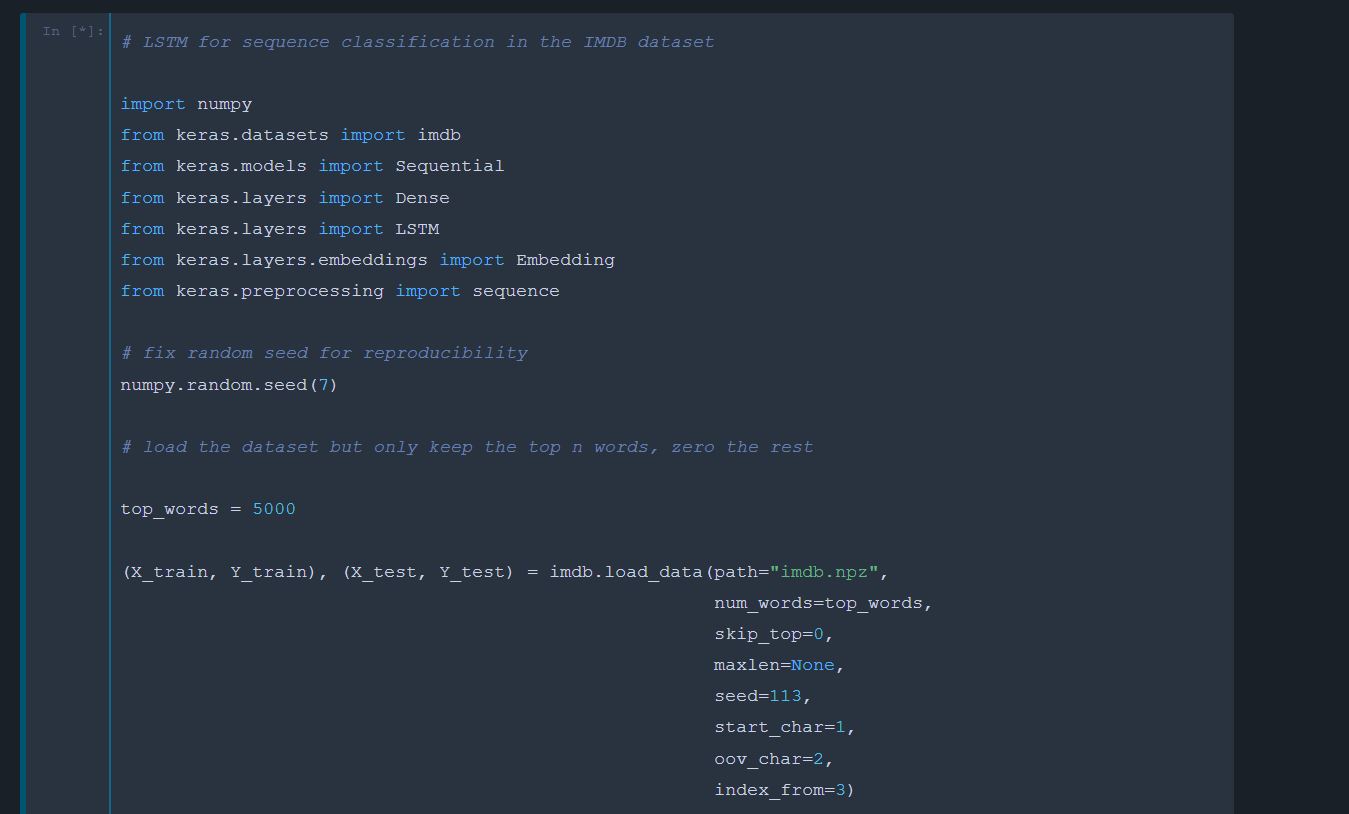 In [*]:
# LSTM for sequence classification in the IMDB dataset
import numpy
from keras.datasets import imdb
from keras.models import Sequential
from keras.layers import Dense
from keras.layers import LSTM
from keras.layers.embeddings import Embedding
from keras.preprocessing import sequence
# fix random seed for reproducibility
numpy.random.seed(7)
# load the dataset but only keep the top n words, zero the rest
top_words = 5000
(X_train, Y_train), (X_test, Y_test) = imdb.load_data(path="imdb.npz",
num_words=top_words,
skip_top=0,
maxlen=None,
seed=113,
start_char=1,
oov_char=2,
index_from=3)